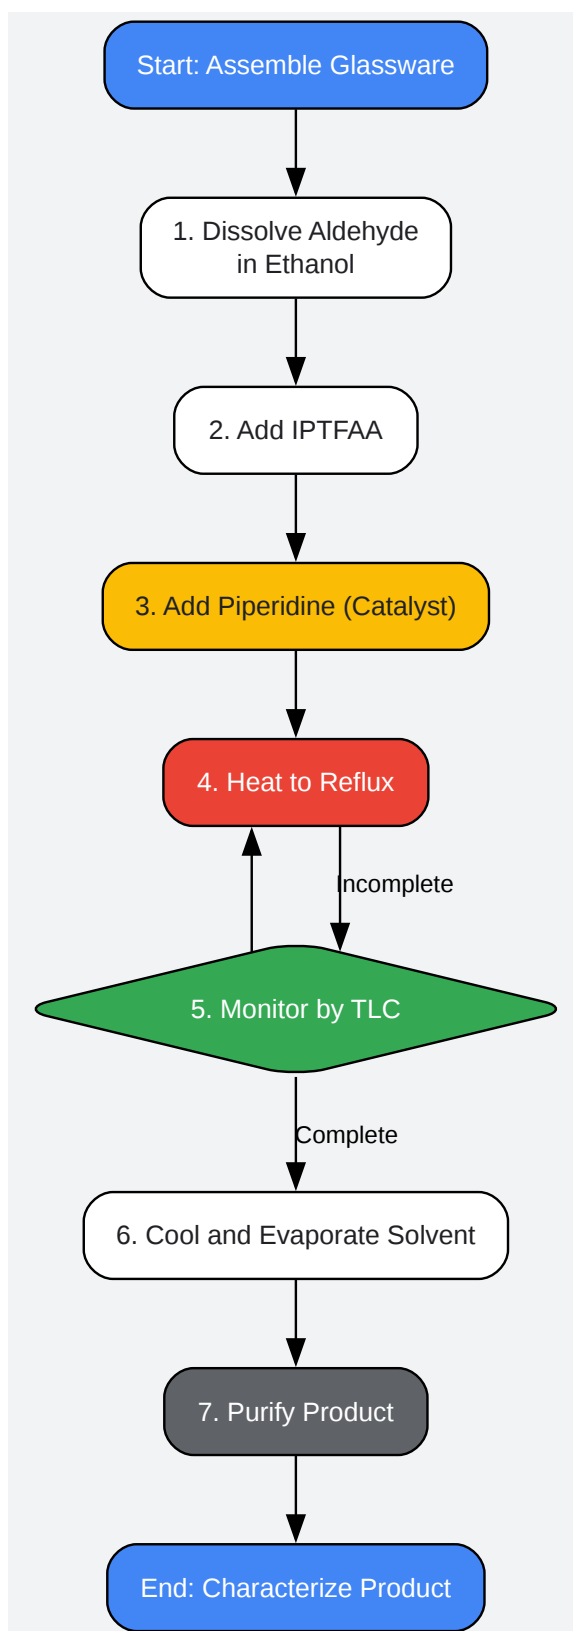 Start: Assemble Glassware
1. Dissolve Aldehyde
in Ethanol
2. Add IPTFAA
3. Add Piperidine (Catalyst)
4. Heat to Reflux
Incomplete
5. Monitor by TLC
Complete
6. Cool and Evaporate Solvent
7. Purify Product
End: Characterize Product